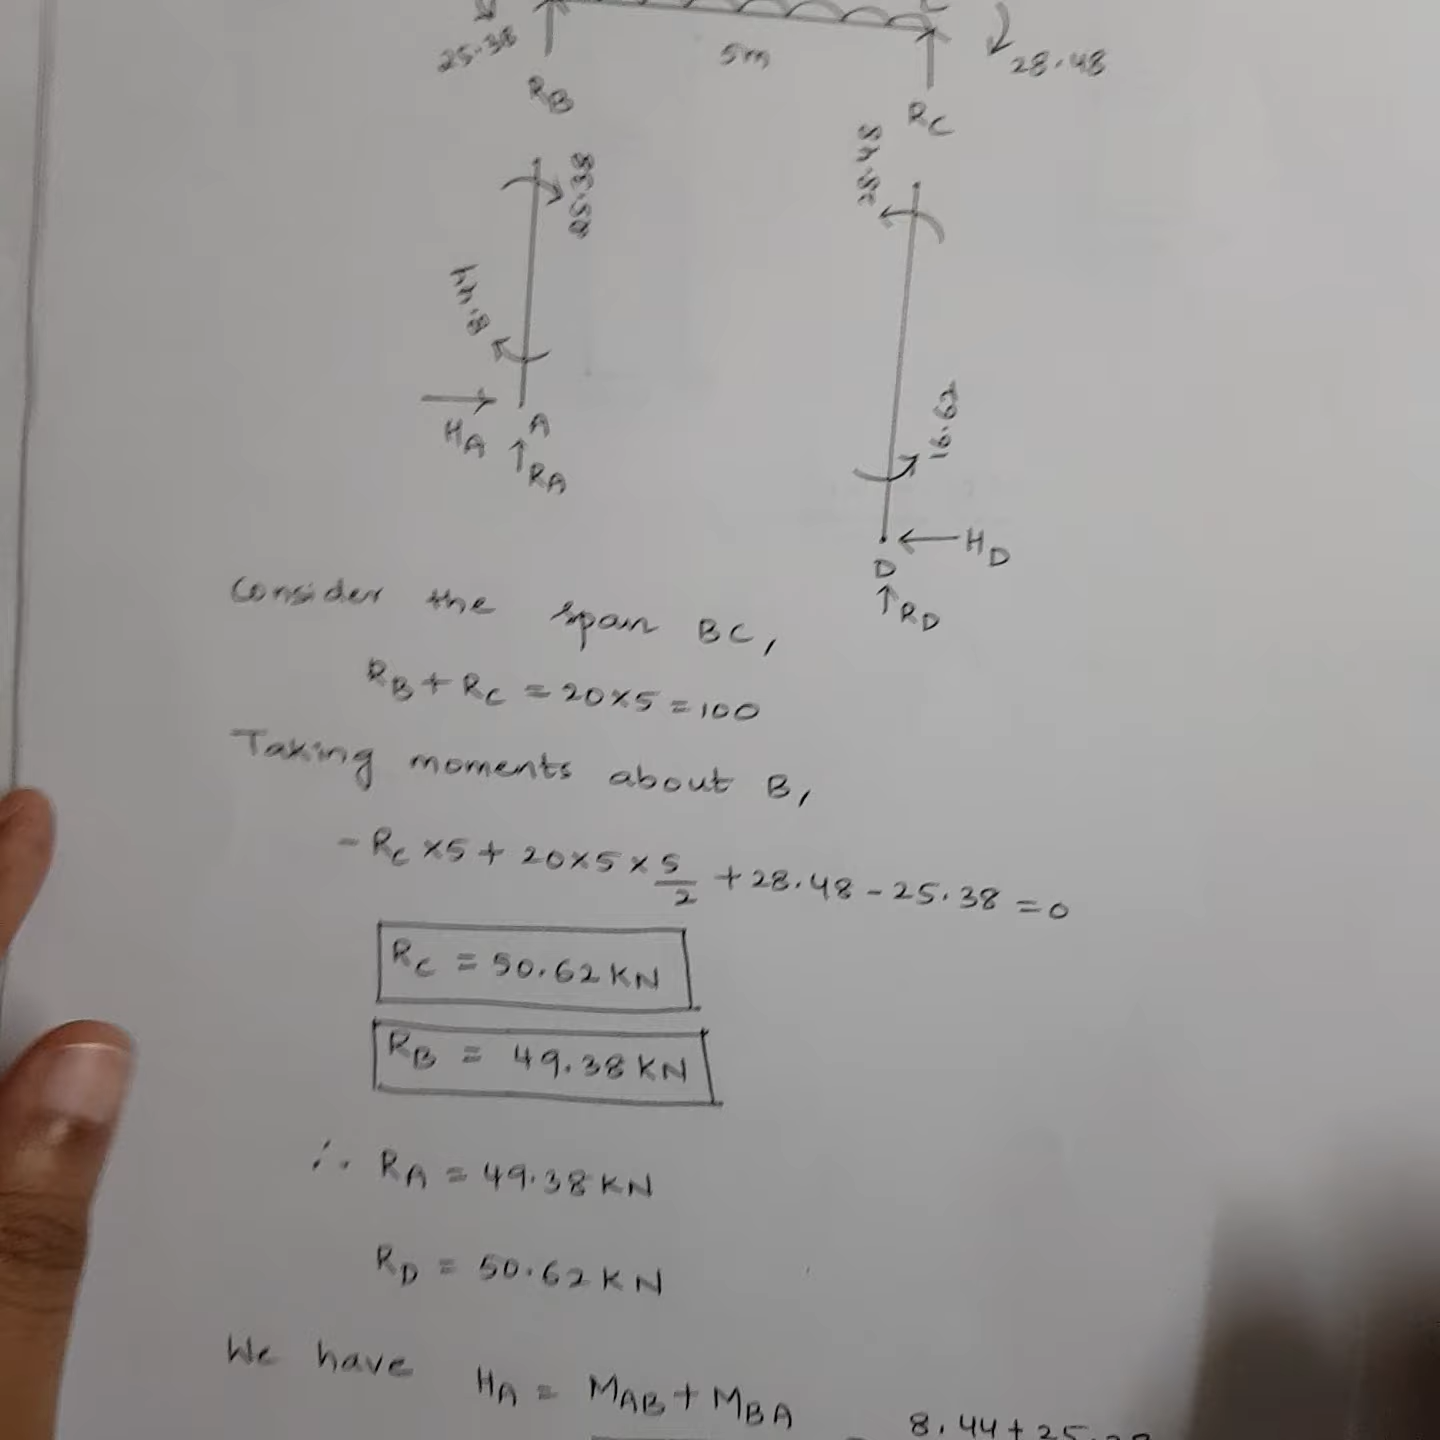 25.38
RB
5m
RC
28.48
25.38
28.48
8.44
16.62
HA
A
RA
D
HD
RD
Consider the span BC,
RB + RC = 20×5 = 100
Taking moments about B,
- RC ×5 + 20×5×5/2 + 28.48 - 25.38 = 0
RC = 50.62 KN
RB = 49.38 KN
∴ RA = 49.38 KN
RD = 50.62 KN
We have HA = MAB + MBA
8.44 + 25.